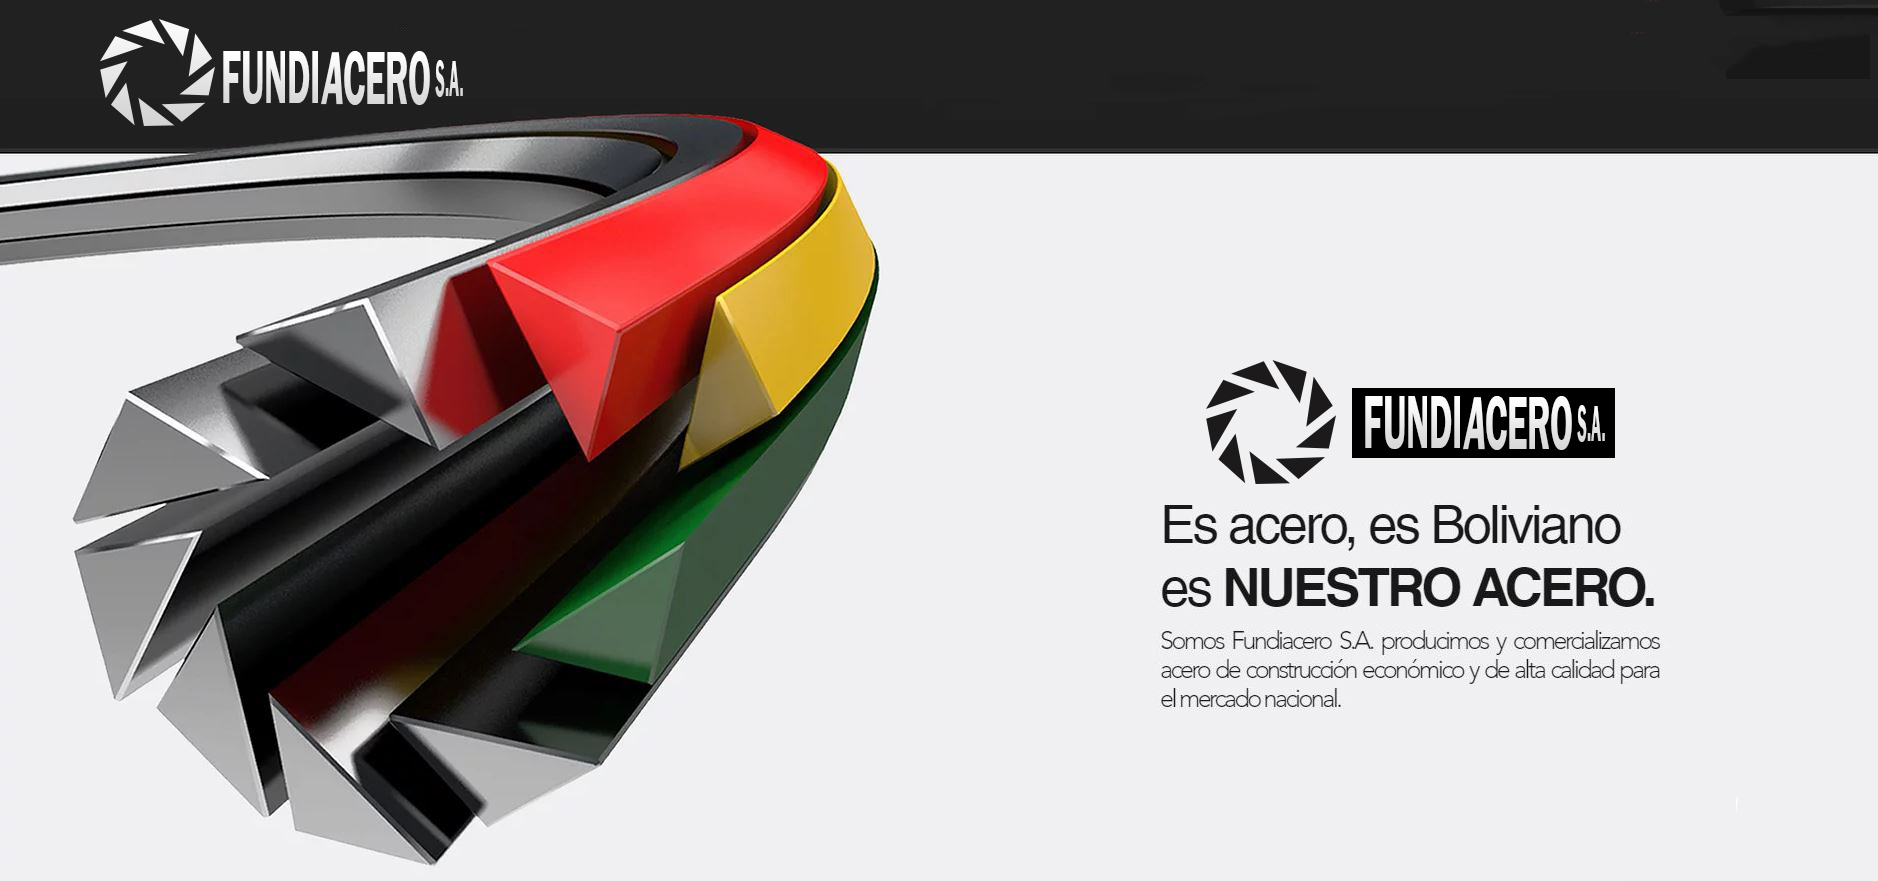 FUNDIACERO S.A.
FUNDIACERO S.A.
Es acero, es Boliviano
es NUESTRO ACERO.
Somos Fundiacero S.A. producimos y comercializamos
acero de construcción económico y de alta calidad para
el mercado nacional.